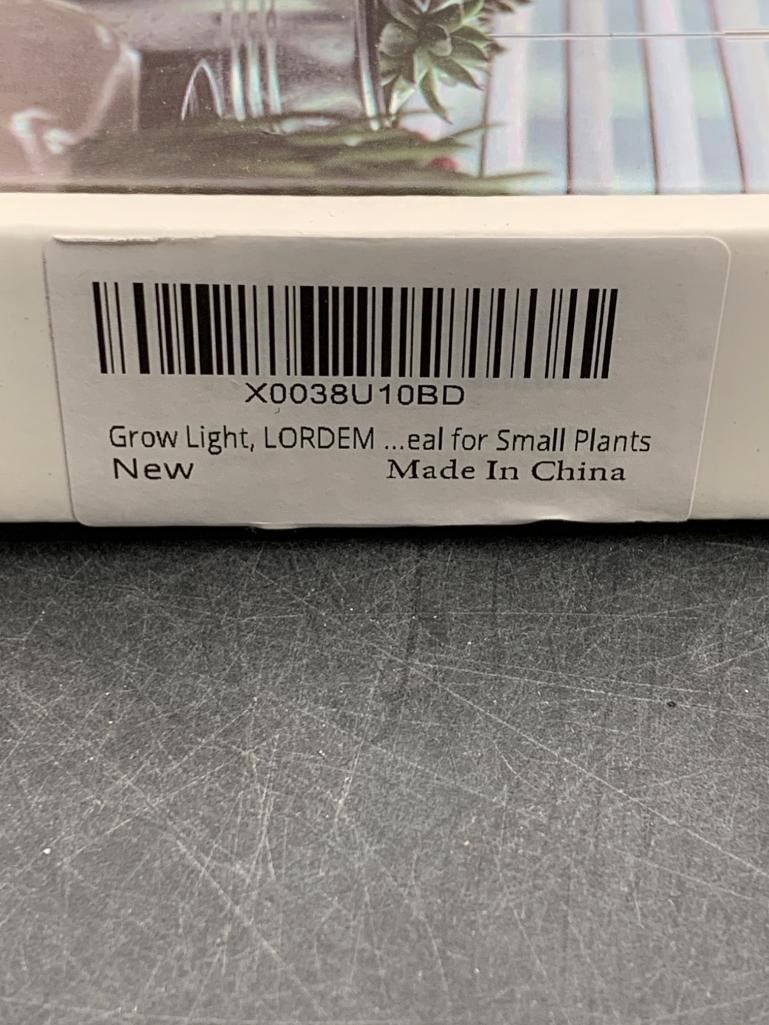 X0038U10BD
Grow Light, LORDEM ...eal for Small Plants
New Made In China